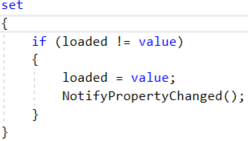 set
{
    if (loaded != value)
    {
        loaded = value;
        NotifyPropertyChanged();
    }
}